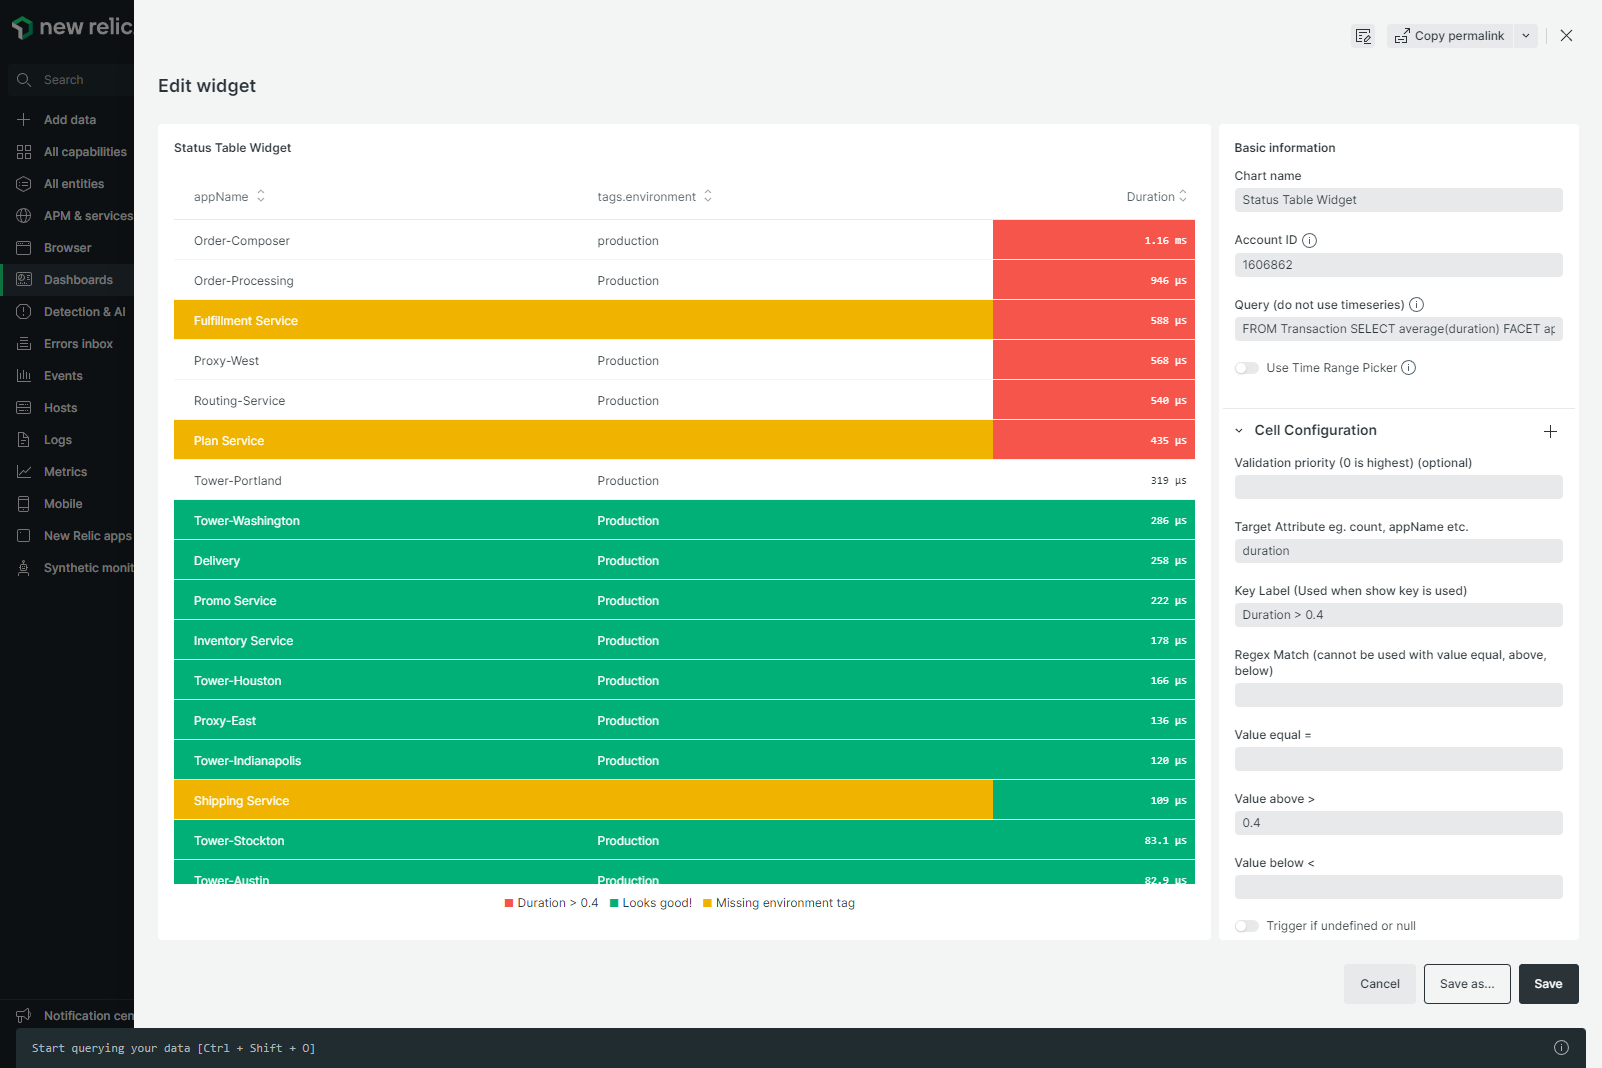 new relic.
Search
Add data
All capabilities
All entities
APM & services
Browser
Dashboards
Detection & AI
Errors inbox
Events
Hosts
Logs
Metrics
Mobile
New Relic apps
Synthetic monit
Notification cen
Copy permalink
Edit widget
Status Table Widget
appName tags.environment Duration
Order-Composer production 1.16 ms
Order-Processing Production 946 µs
Fulfillment Service 588 µs
Proxy-West Production 568 µs
Routing-Service Production 540 µs
Plan Service 435 µs
Tower-Portland Production 319 µs
Tower-Washington Production 286 µs
Delivery Production 258 µs
Promo Service Production 222 µs
Inventory Service Production 178 µs
Tower-Houston Production 166 µs
Proxy-East Production 136 µs
Tower-Indianapolis Production 120 µs
Shipping Service 109 µs
Tower-Stockton Production 83.1 µs
Tower-Austin Production 82.9 µs
Duration > 0.4 Looks good! Missing environment tag
Basic information
Chart name
Status Table Widget
Account ID
1606862
Query (do not use timeseries)
FROM Transaction SELECT average(duration) FACET ap
Use Time Range Picker
Cell Configuration
Validation priority (0 is highest) (optional)
Target Attribute eg. count, appName etc.
duration
Key Label (Used when show key is used)
Duration > 0.4
Regex Match (cannot be used with value equal, above,
below)
Value equal =
Value above >
0.4
Value below <
Trigger if undefined or null
Cancel
Save as...
Save
Start querying your data [Ctrl + Shift + O]